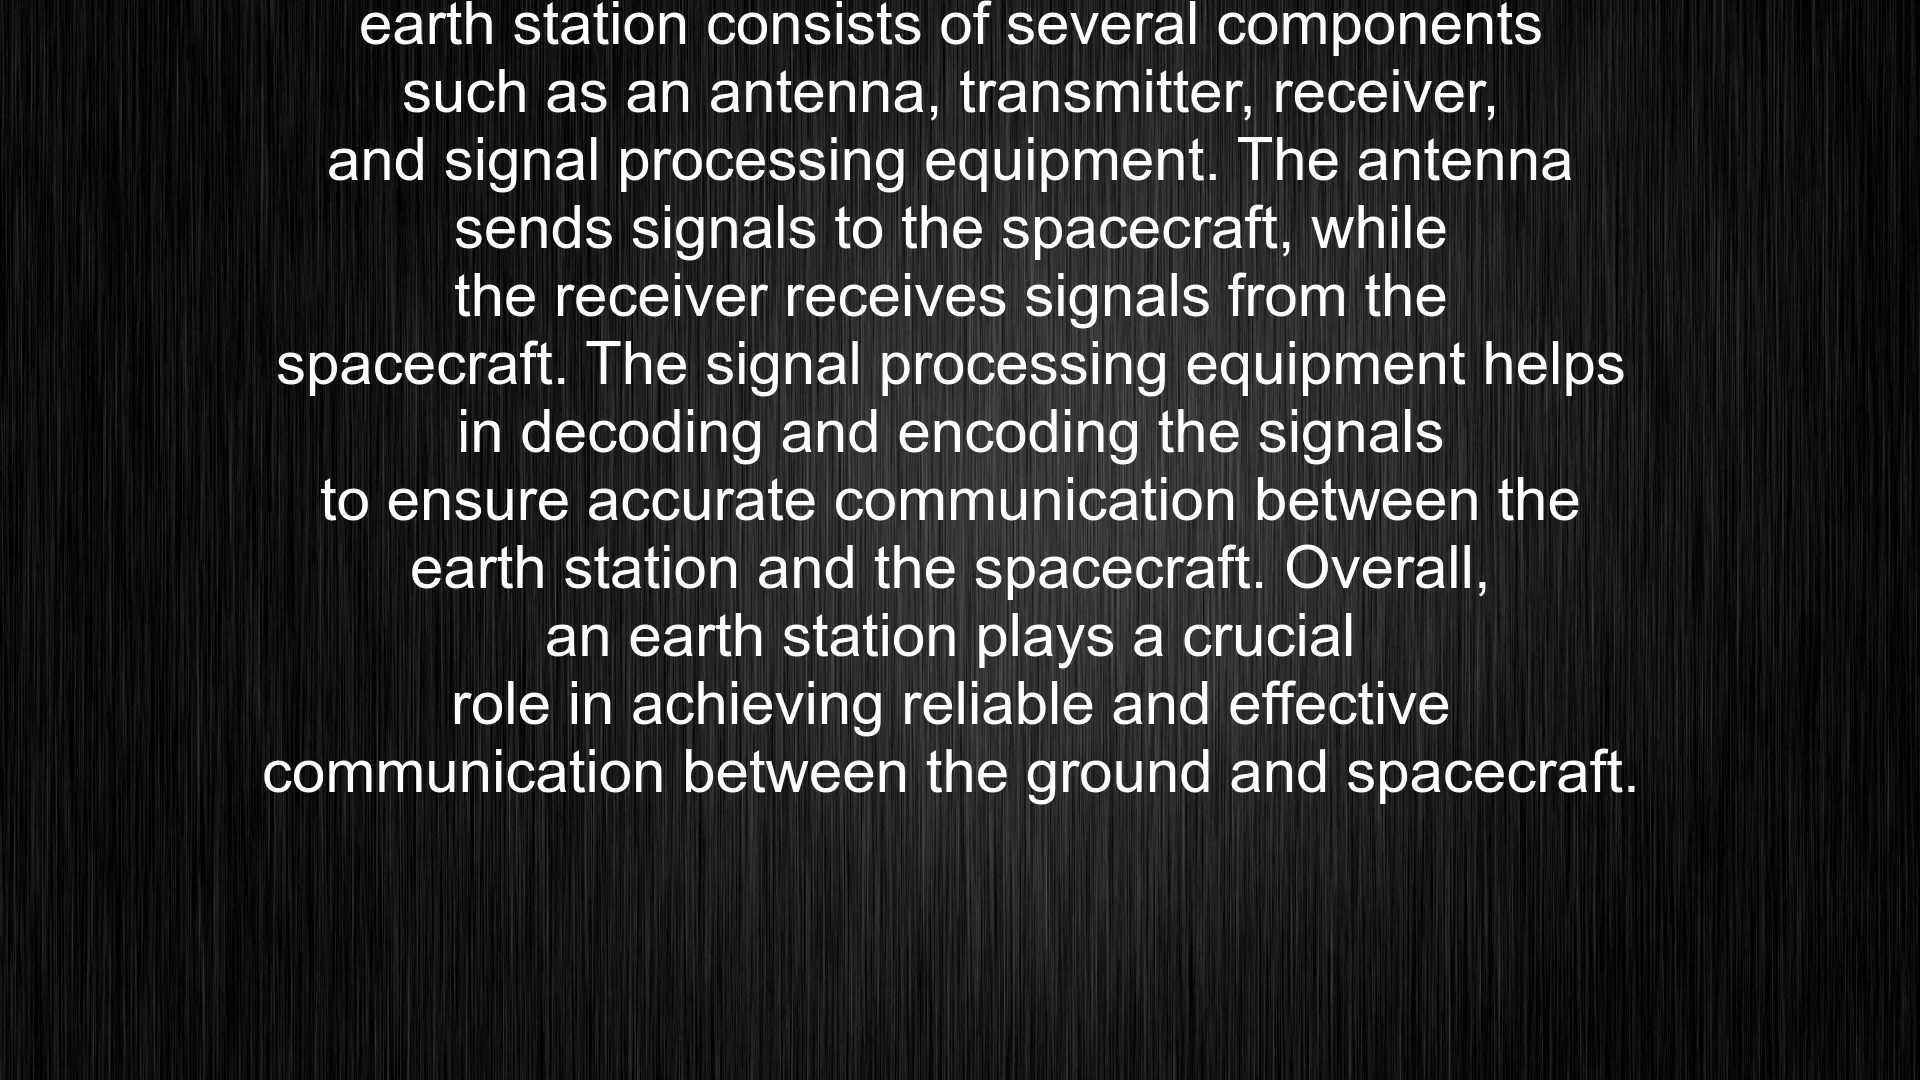 earth station consists of several components
such as an antenna, transmitter, receiver,
and signal processing equipment. The antenna
sends signals to the spacecraft, while
the receiver receives signals from the
spacecraft. The signal processing equipment helps
in decoding and encoding the signals
to ensure accurate communication between the
earth station and the spacecraft. Overall,
an earth station plays a crucial
role in achieving reliable and effective
communication between the ground and spacecraft.